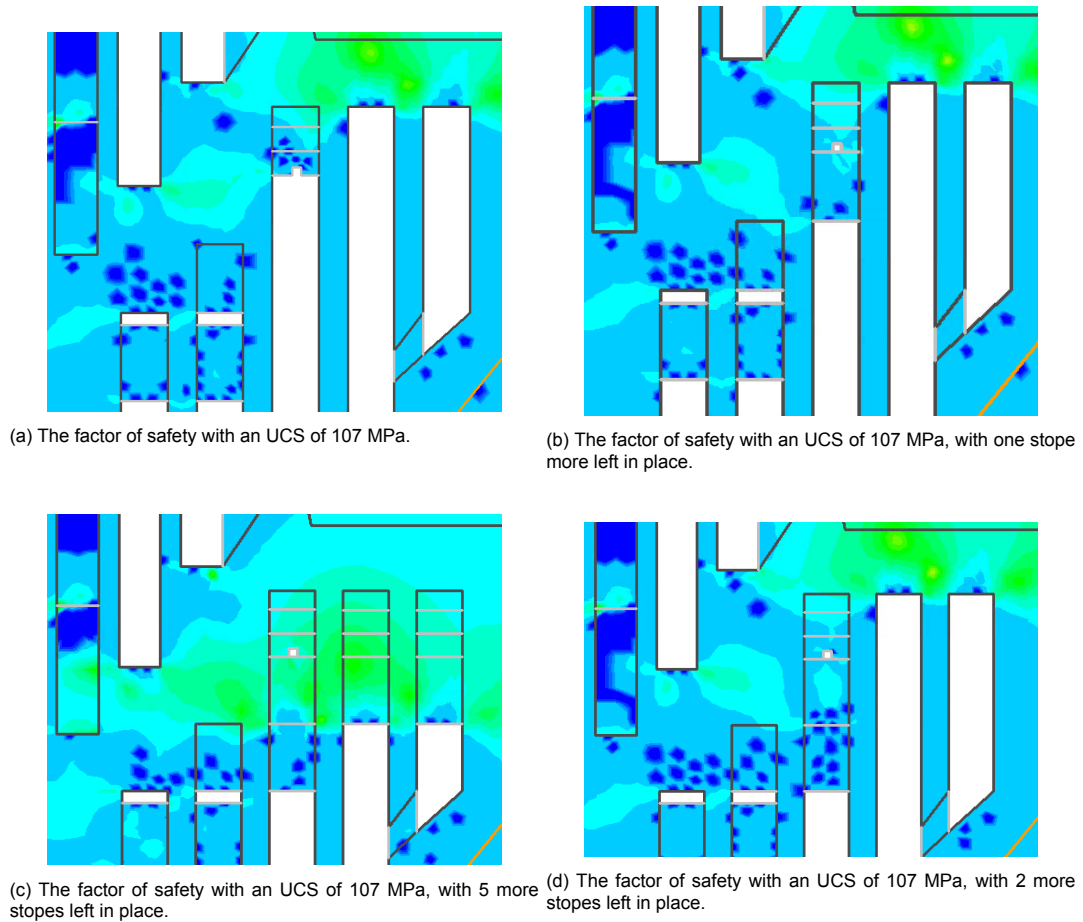 (a) The factor of safety with an UCS of 107 MPa.
(b) The factor of safety with an UCS of 107 MPa, with one stope
more left in place.
(c) The factor of safety with an UCS of 107 MPa, with 5 more
stopes left in place.
(d) The factor of safety with an UCS of 107 MPa, with 2 more
stopes left in place.